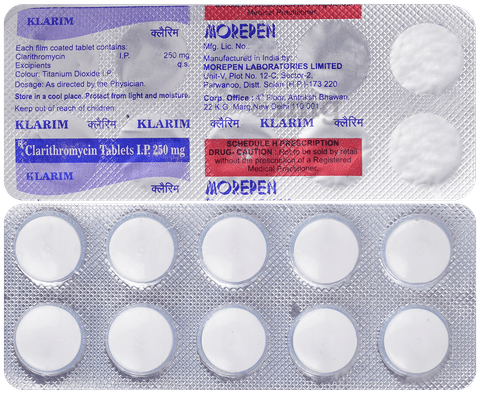 Medical Practitioner.
KLARIM
क्लैरिम
Each film coated tablet contains:
Clarithromycin I.P. 250 mg
Excipients q.s.
Colour: Titanium Dioxide I.P.
Dosage: As directed by the Physician.
Store in a cool place. Protect from light and moisture.
Keep out of reach of children.
MOREPEN
Mfg. Lic. No.
Manufactured in India by:
MOREPEN LABORATORIES LIMITED
Unit-V, Plot No. 12-C, Sector-2,
Parwanoo, Distt. Solan (H.P.)-173 220
Corp. Office : 4th Floor, Antriksh Bhawan,
22 K.G. Marg, New Delhi 110 001
KLARIM क्लैरिम KLARIM क्लैरिम KLARIM क्लैरिम
Rx Clarithromycin Tablets I.P. 250 mg
SCHEDULE H PRESCRIPTION
DRUG- CAUTION : Not to be sold by retail
without the prescription of a Registered
Medical Practitioner.
KLARIM
क्लैरिम
MOREPEN